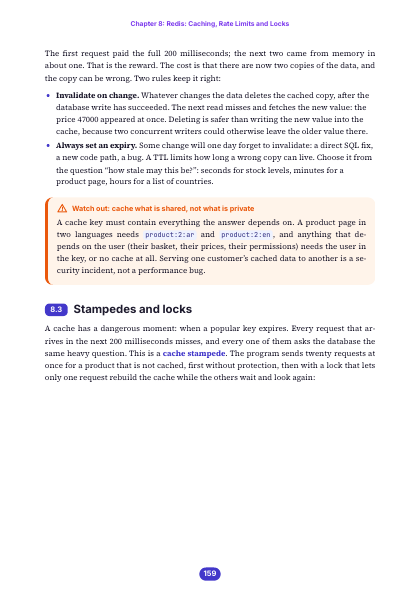 Chapter 8: Redis: Caching, Rate Limits and Locks
The first request paid the full 200 milliseconds; the next two came from memory in
about one. That is the reward. The cost is that there are now two copies of the data, and
the copy can be wrong. Two rules keep it right:
• Invalidate on change. Whatever changes the data deletes the cached copy, after the
database write has succeeded. The next read misses and fetches the new value: the
price 47000 appeared at once. Deleting is safer than writing the new value into the
cache, because two concurrent writers could otherwise leave the older value there.
• Always set an expiry. Some change will one day forget to invalidate: a direct SQL fix,
a new code path, a bug. A TTL limits how long a wrong copy can live. Choose it from
the question “how stale may this be?”: seconds for stock levels, minutes for a
product page, hours for a list of countries.
Watch out: cache what is shared, not what is private
A cache key must contain everything the answer depends on. A product page in
two languages needs product:2:ar and product:2:en, and anything that de-
pends on the user (their basket, their prices, their permissions) needs the user in
the key, or no cache at all. Serving one customer’s cached data to another is a se-
curity incident, not a performance bug.
8.3 Stampedes and locks
A cache has a dangerous moment: when a popular key expires. Every request that ar-
rives in the next 200 milliseconds misses, and every one of them asks the database the
same heavy question. This is a cache stampede. The program sends twenty requests at
once for a product that is not cached, first without protection, then with a lock that lets
only one request rebuild the cache while the others wait and look again:
159